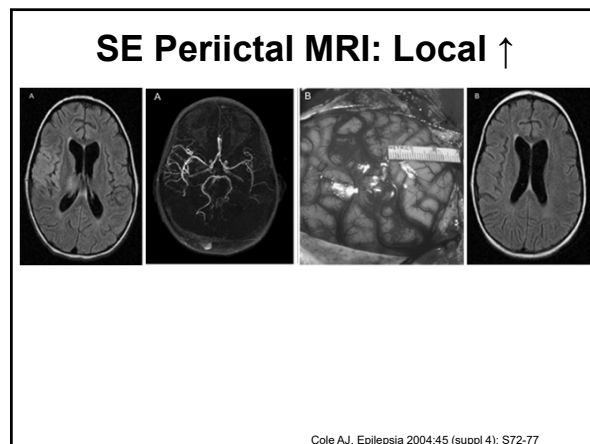 SE Periictal MRI: Local ↑
A
A
B
B
Cole AJ. Epilepsia 2004:45 (suppl 4): S72-77